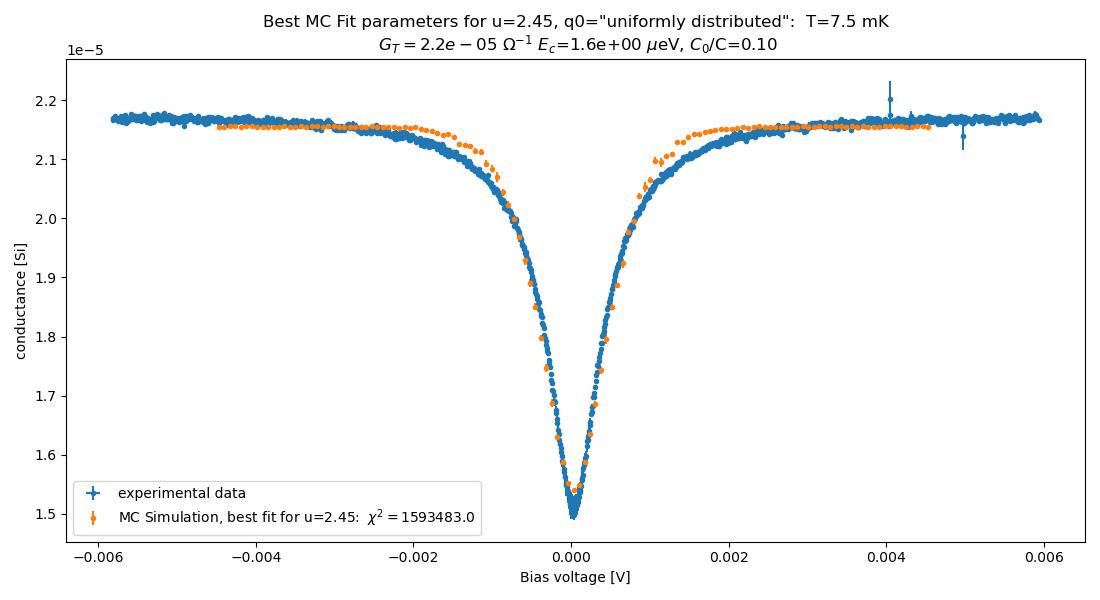 Best MC Fit parameters for u=2.45, q0="uniformly distributed":  T=7.5 mK
$G_T = 2.2e-05\ \Omega^{-1}$ $E_c$=1.6e+00 $\mu$eV, $C_0$/C=0.10
1e−5
2.2
2.1
2.0
1.9
1.8
1.7
1.6
1.5
conductance [Si]
experimental data
MC Simulation, best fit for u=2.45:  $\chi^2 = 1593483.0$
−0.006 −0.004 −0.002 0.000 0.002 0.004 0.006
Bias voltage [V]